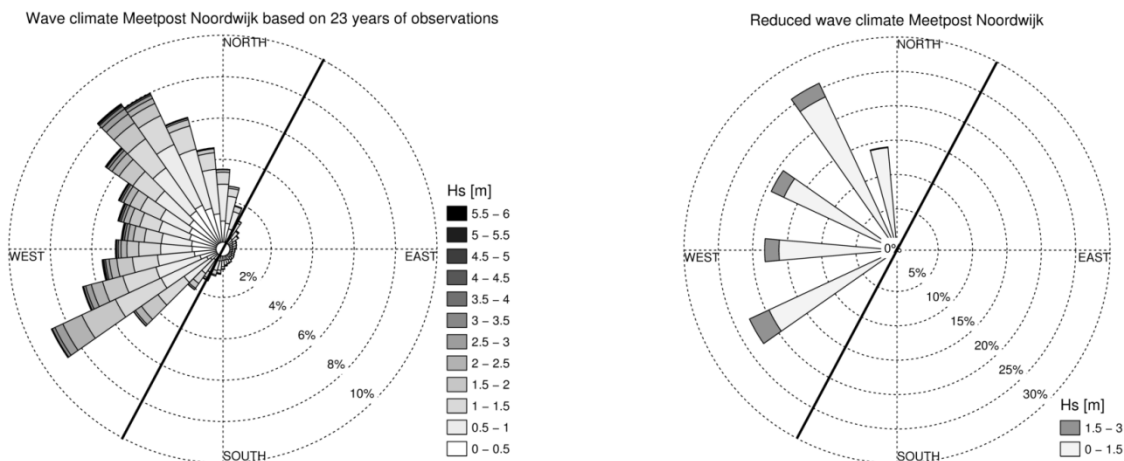 Wave climate Meetpost Noordwijk based on 23 years of observations
NORTH
WEST
EAST
SOUTH
2%
4%
6%
8%
10%
Hs [m]
5.5 – 6
5 – 5.5
4.5 – 5
4 – 4.5
3.5 – 4
3 – 3.5
2.5 – 3
2 – 2.5
1.5 – 2
1 – 1.5
0.5 – 1
0 – 0.5
Reduced wave climate Meetpost Noordwijk
NORTH
WEST
EAST
SOUTH
0%
5%
10%
15%
20%
25%
30%
Hs [m]
1.5 – 3
0 – 1.5